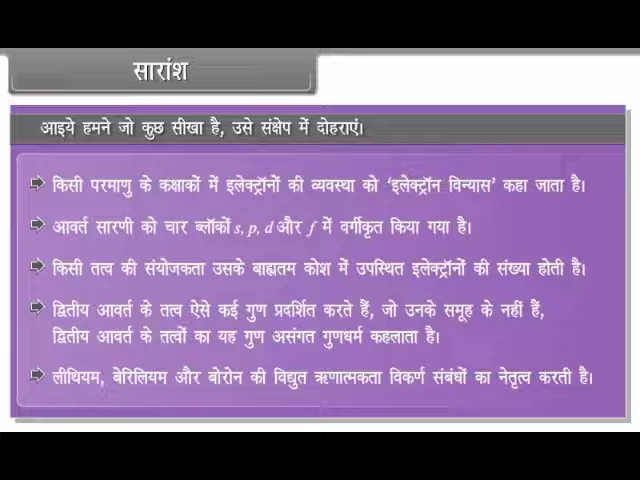 सारांश
आइये हमने जो कुछ सीखा है, उसे संक्षेप में दोहराएं।
किसी परमाणु के कक्षाकों में इलेक्ट्रॉनों की व्यवस्था को 'इलेक्ट्रॉन विन्यास' कहा जाता है।
आवर्त सारणी को चार ब्लॉकों s, p, d और f में वर्गीकृत किया गया है।
किसी तत्व की संयोजकता उसके बाह्यतम कोश में उपस्थित इलेक्ट्रॉनों की संख्या होती है।
द्वितीय आवर्त के तत्व ऐसे कई गुण प्रदर्शित करते हैं, जो उनके समूह के नहीं हैं,
द्वितीय आवर्त के तत्वों का यह गुण असंगत गुणधर्म कहलाता है।
लीथियम, बेरिलियम और बोरोन की विद्युत ऋणात्मकता विकर्ण संबंधों का नेतृत्व करती है।